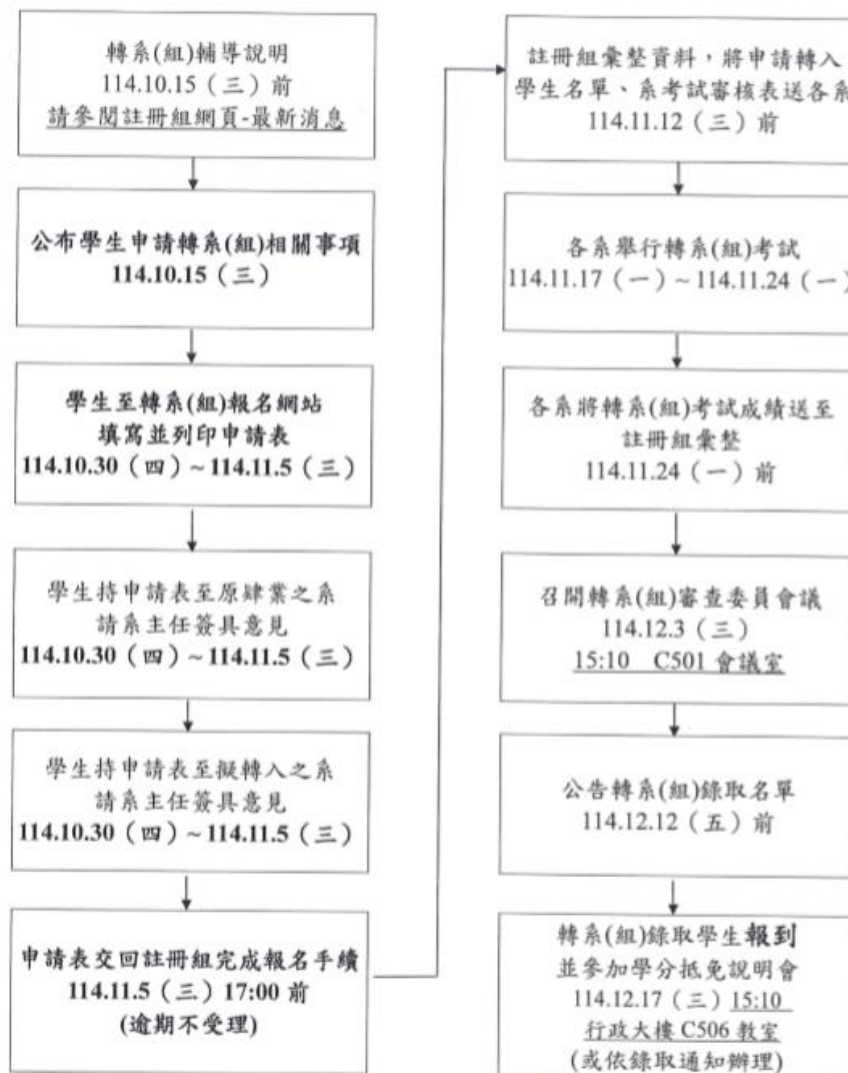 轉系(組)輔導說明
114.10.15（三）前
請參閱註冊組網頁-最新消息
公布學生申請轉系(組)相關事項
114.10.15（三）
學生至轉系(組)報名網站
填寫並列印申請表
114.10.30（四）~114.11.5（三）
學生持申請表至原肄業之系
請系主任簽具意見
114.10.30（四）~114.11.5（三）
學生持申請表至擬轉入之系
請系主任簽具意見
114.10.30（四）~114.11.5（三）
申請表交回註冊組完成報名手續
114.11.5（三）17:00 前
(逾期不受理)
註冊組彙整資料，將申請轉入
學生名單、系考試審核表送各系
114.11.12（三）前
各系舉行轉系(組)考試
114.11.17（一）~114.11.24（一）
各系將轉系(組)考試成績送至
註冊組彙整
114.11.24（一）前
召開轉系(組)審查委員會議
114.12.3（三）
15:10 C501 會議室
公告轉系(組)錄取名單
114.12.12（五）前
轉系(組)錄取學生報到
並參加學分抵免說明會
114.12.17（三）15:10
行政大樓 C506 教室
(或依錄取通知辦理)